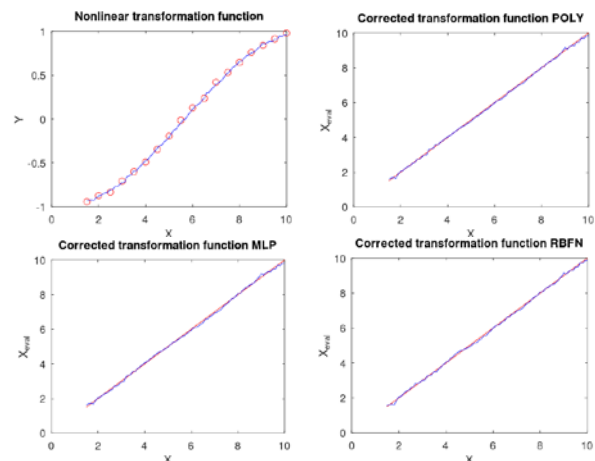 Nonlinear transformation function
1
0.5
0
-0.5
-1
Y
0 2 4 6 8 10
X
Corrected transformation function POLY
10
8
6
4
2
0
Xeval
2 4 6 8 10
X
Corrected transformation function MLP
10
8
6
4
2
0
Xeval
0 2 4 6 8 10
X
Corrected transformation function RBFN
10
8
6
4
2
0
Xeval
2 4 6 8 10
X